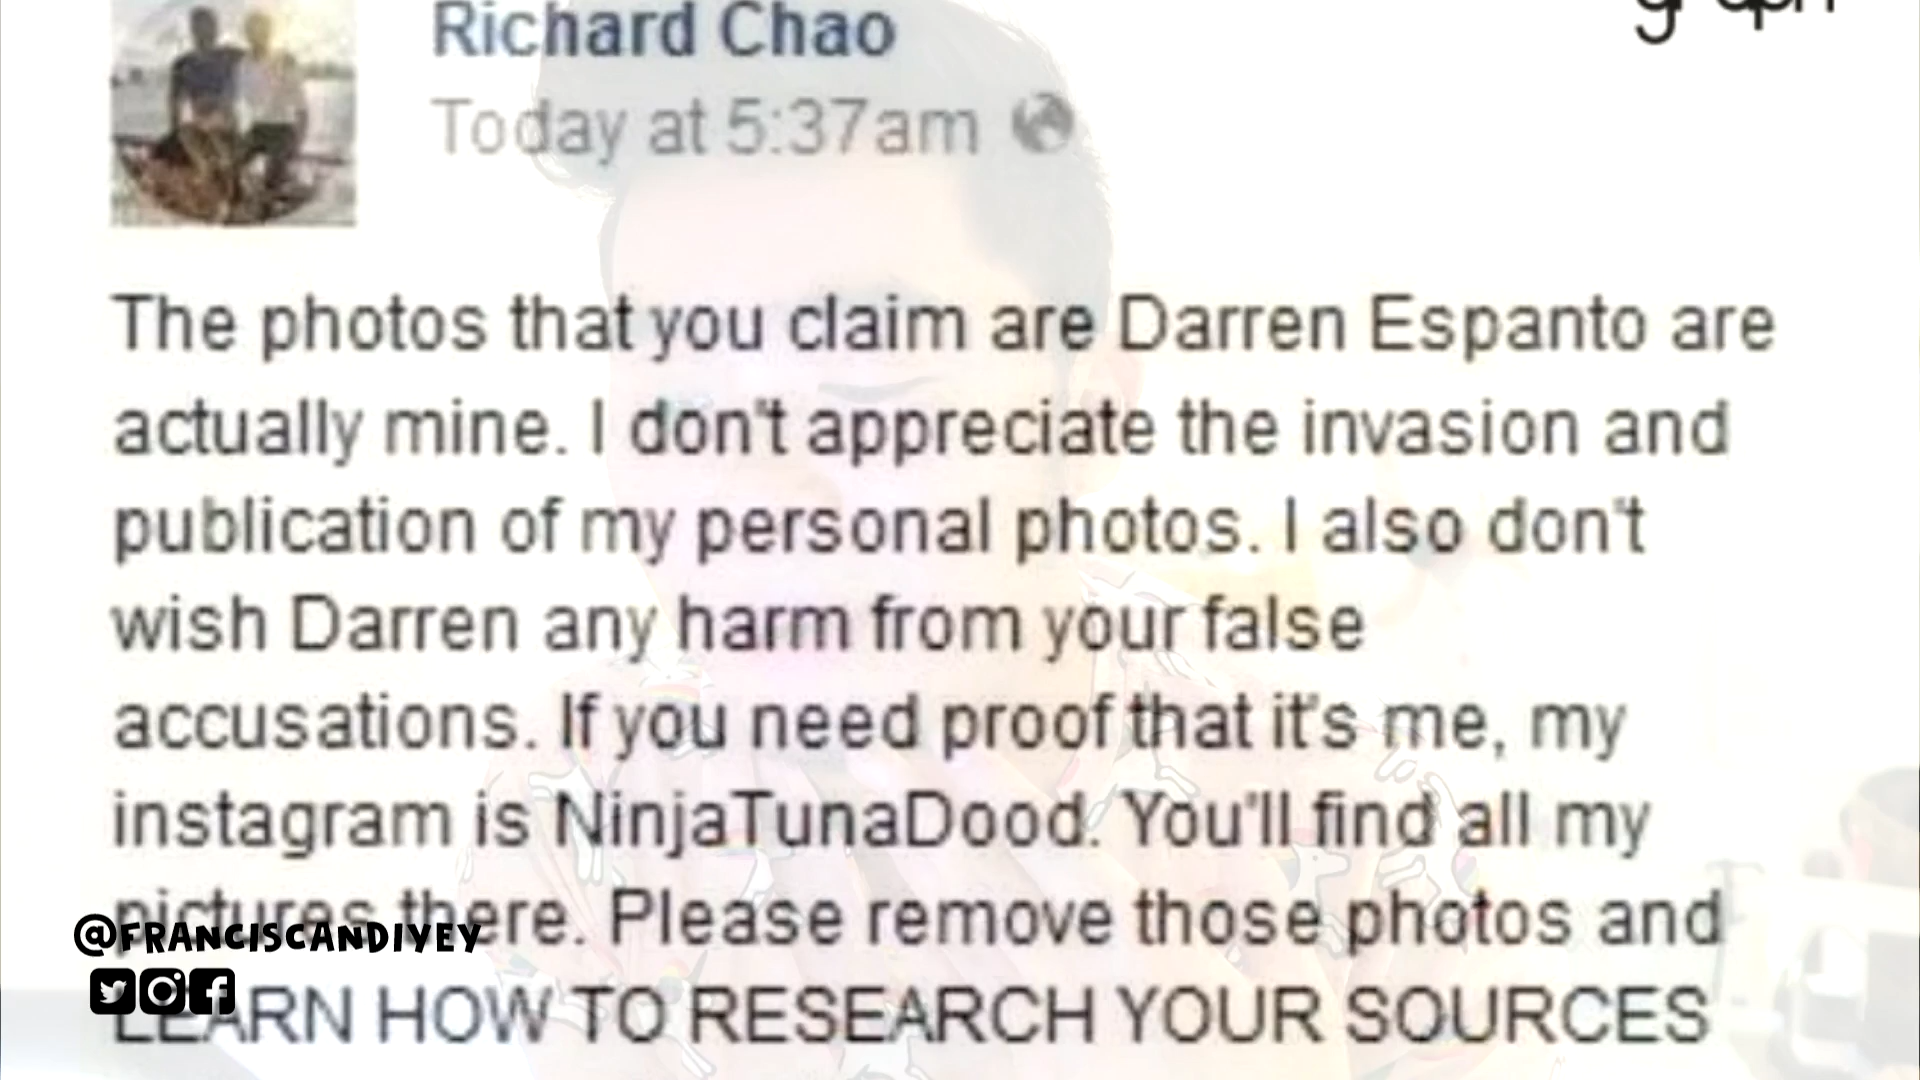 graph
Richard Chao
Today at 5:37am
The photos that you claim are Darren Espanto are
actually mine. I don't appreciate the invasion and
publication of my personal photos. I also don't
wish Darren any harm from your false
accusations. If you need proof that it's me, my
instagram is NinjaTunaDood. You'll find all my
pictures there. Please remove those photos and
@FRANCISCANDIYEY
LEARN HOW TO RESEARCH YOUR SOURCES